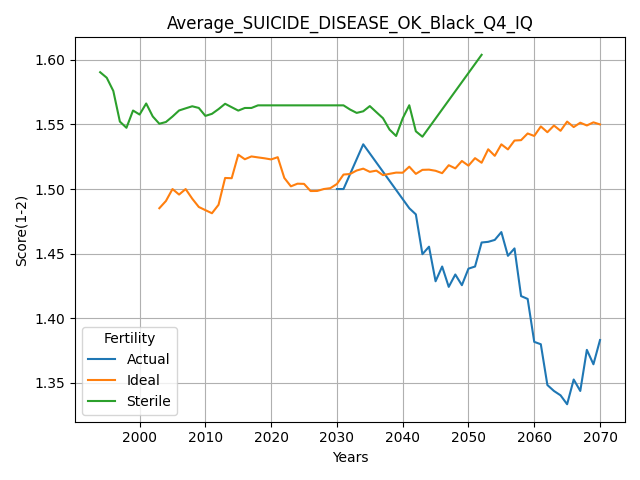 Average_SUICIDE_DISEASE_OK_Black_Q4_IQ
Score(1-2)
1.60
1.55
1.50
1.45
1.40
1.35
Fertility
Actual
Ideal
Sterile
2000 2010 2020 2030 2040 2050 2060 2070
Years